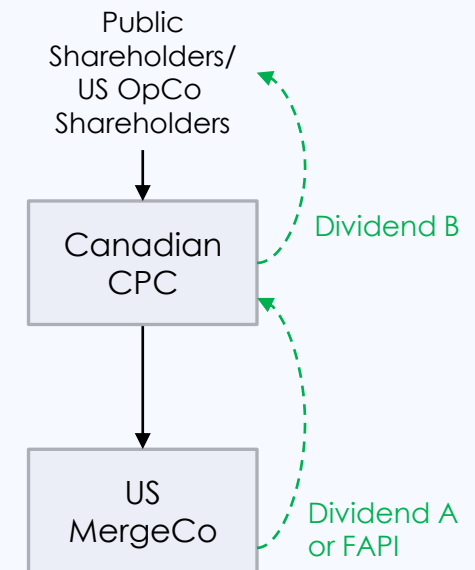 Public
Shareholders/
US OpCo
Shareholders
Dividend B
Canadian
CPC
US
MergeCo
Dividend A
or FAPI